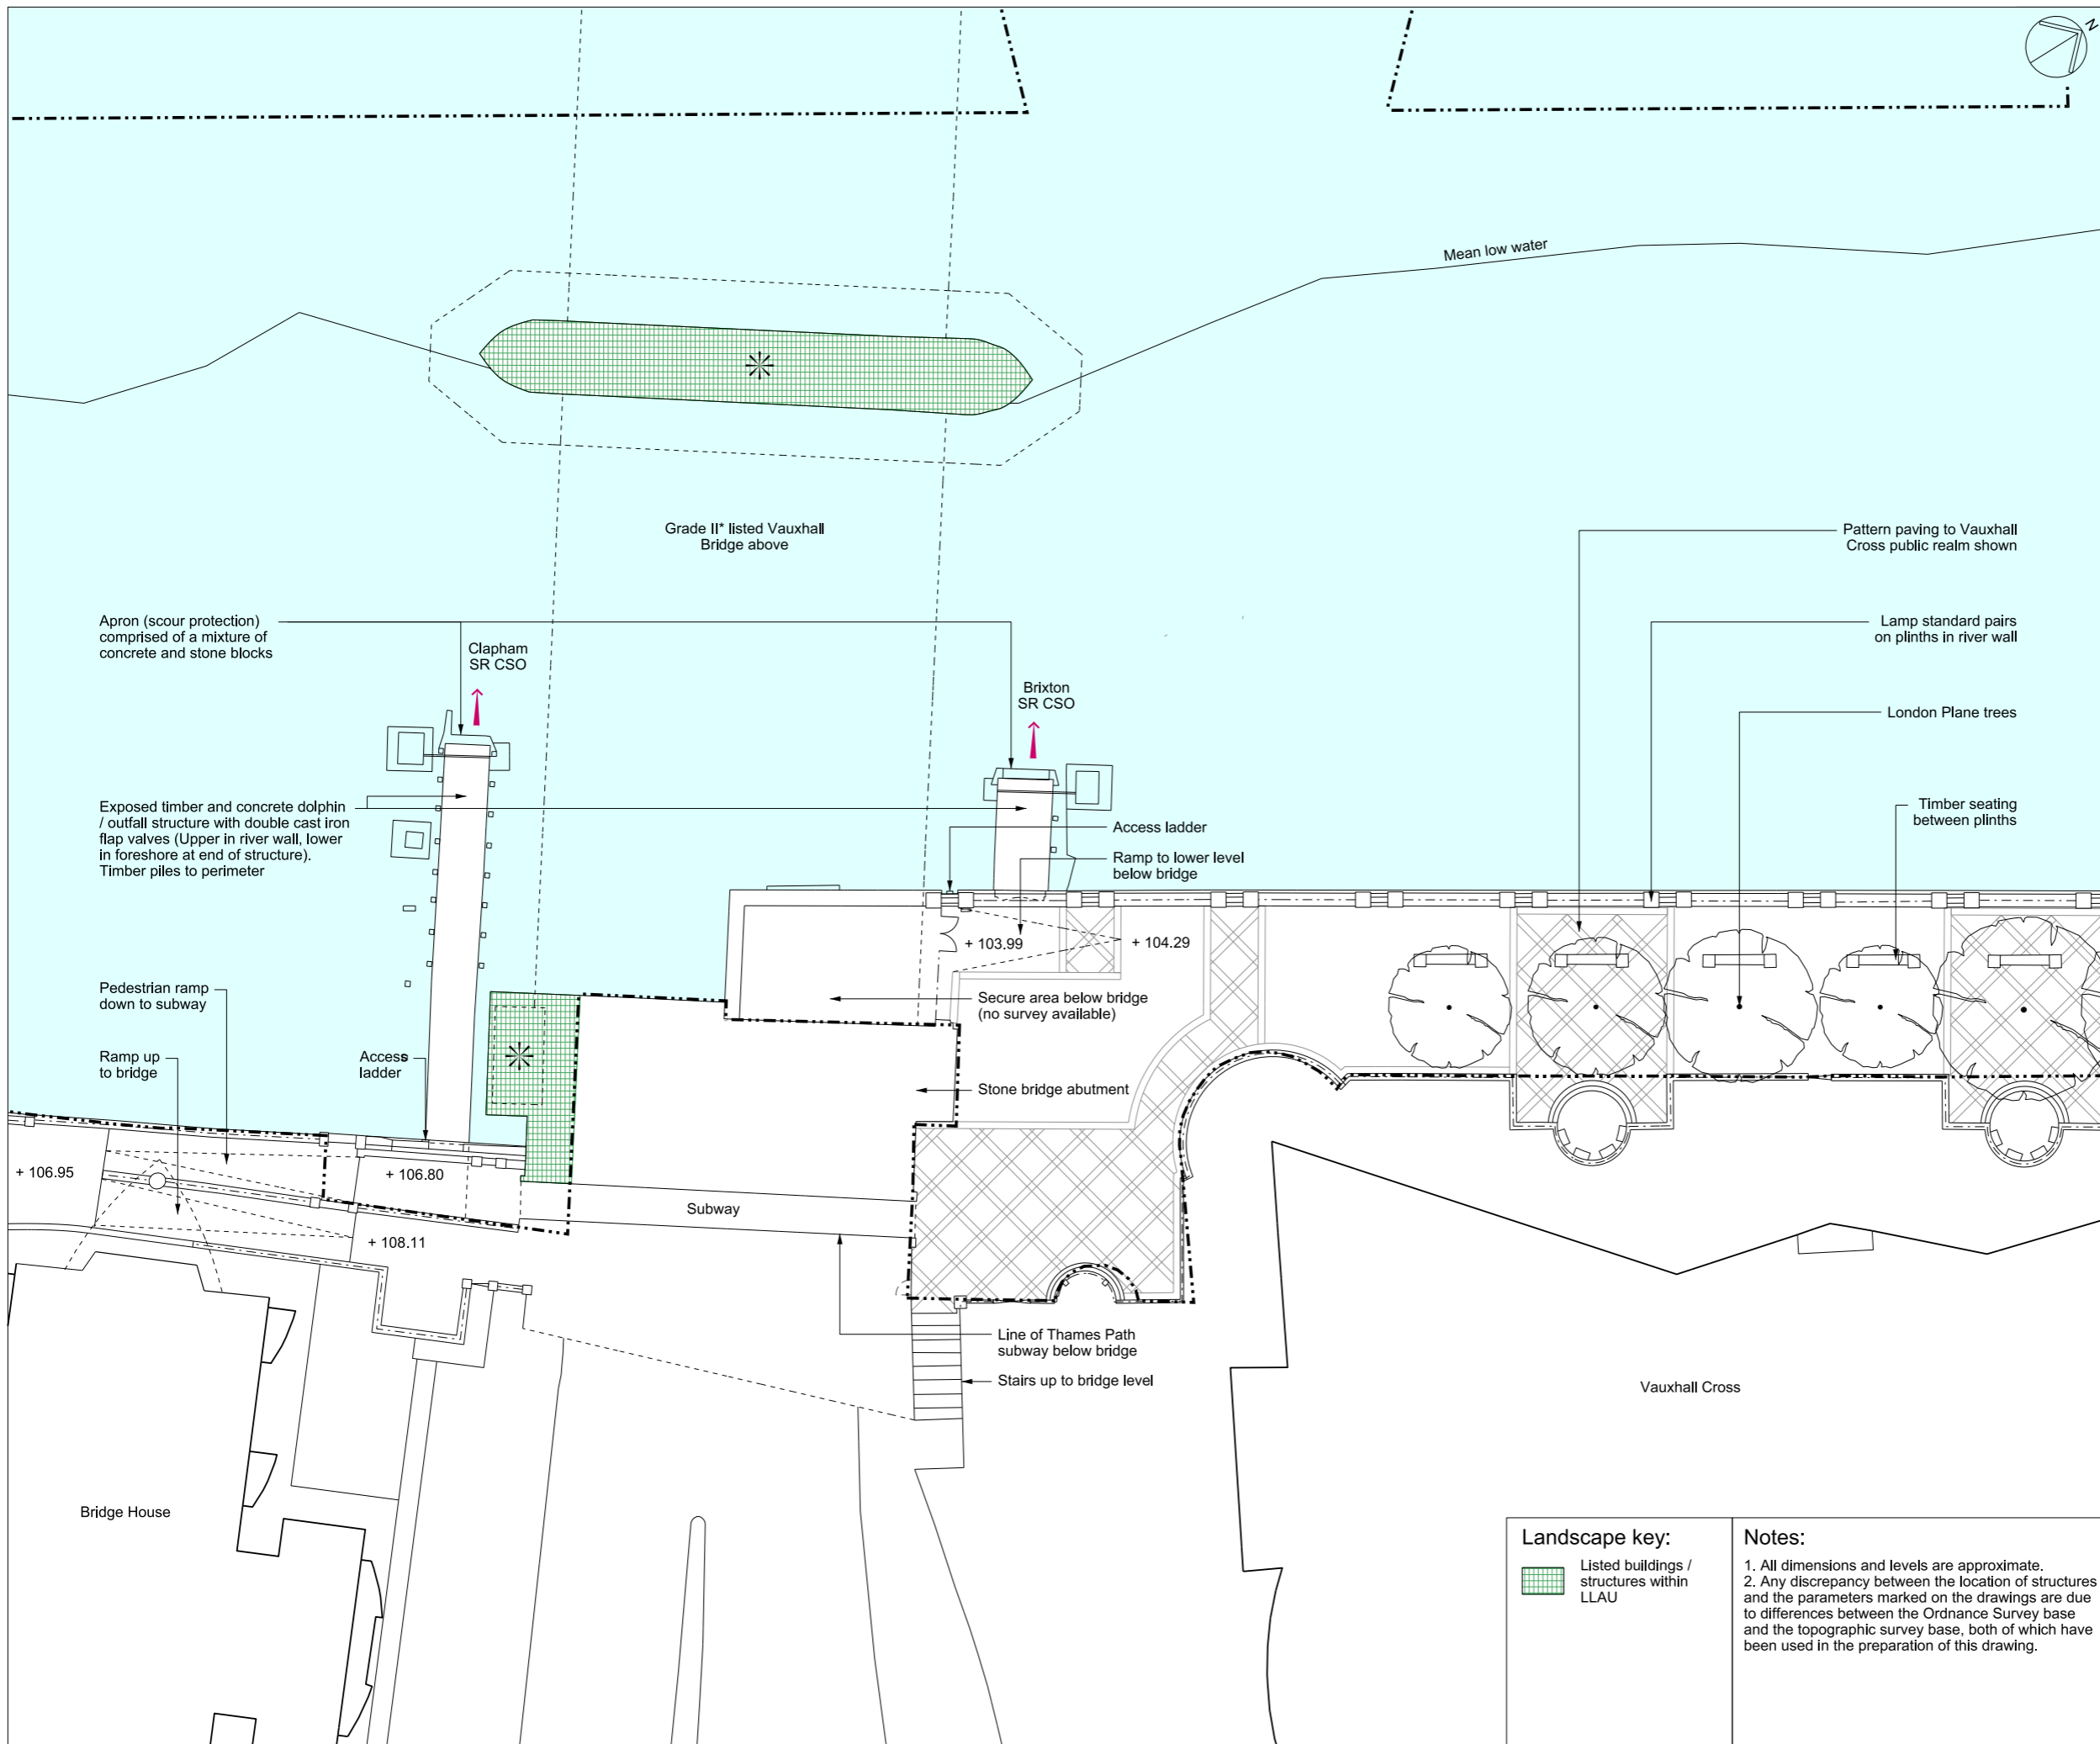 N
Mean low water
Grade II* listed Vauxhall
Bridge above
Pattern paving to Vauxhall
Cross public realm shown
Apron (scour protection)
comprised of a mixture of
concrete and stone blocks
Clapham
SR CSO
Lamp standard pairs
on plinths in river wall
Brixton
SR CSO
London Plane trees
Exposed timber and concrete dolphin
/ outfall structure with double cast iron
flap valves (Upper in river wall, lower
in foreshore at end of structure).
Timber piles to perimeter
Timber seating
between plinths
Access ladder
Ramp to lower level
below bridge
+ 103.99
+ 104.29
Pedestrian ramp
down to subway
Secure area below bridge
(no survey available)
Ramp up
to bridge
Access
ladder
Stone bridge abutment
+ 106.95
+ 106.80
Subway
+ 108.11
Line of Thames Path
subway below bridge
Stairs up to bridge level
Vauxhall Cross
Bridge House
Landscape key:
Listed buildings /
structures within
LLAU
Notes:
1. All dimensions and levels are approximate.
2. Any discrepancy between the location of structures
and the parameters marked on the drawings are due
to differences between the Ordnance Survey base
and the topographic survey base, both of which have
been used in the preparation of this drawing.